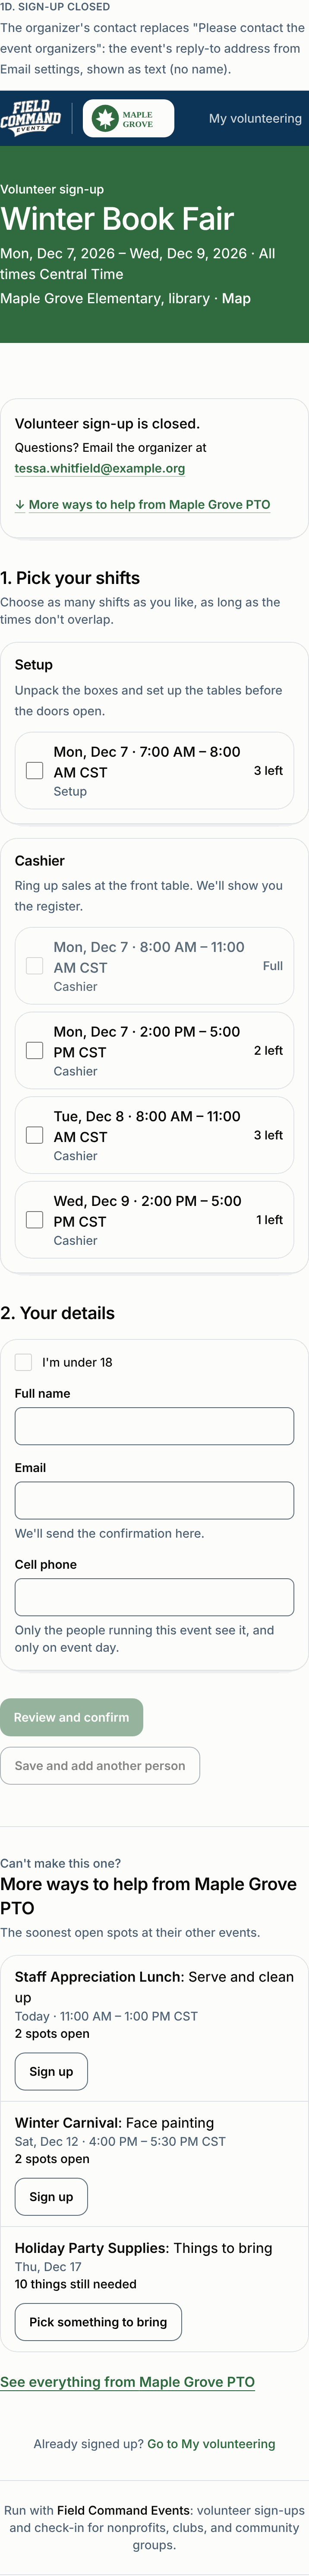 1D. SIGN-UP CLOSED
The organizer's contact replaces "Please contact the
event organizers": the event's reply-to address from
Email settings, shown as text (no name).
FIELD
COMMAND
EVENTS
MAPLE
GROVE
My volunteering
Volunteer sign-up
Winter Book Fair
Mon, Dec 7, 2026 – Wed, Dec 9, 2026 · All
times Central Time
Maple Grove Elementary, library · Map
Volunteer sign-up is closed.
Questions? Email the organizer at
tessa.whitfield@example.org
↓ More ways to help from Maple Grove PTO
1. Pick your shifts
Choose as many shifts as you like, as long as the
times don't overlap.
Setup
Unpack the boxes and set up the tables before
the doors open.
Mon, Dec 7 · 7:00 AM – 8:00
AM CST
3 left
Setup
Cashier
Ring up sales at the front table. We'll show you
the register.
Mon, Dec 7 · 8:00 AM – 11:00
AM CST
Full
Cashier
Mon, Dec 7 · 2:00 PM – 5:00
PM CST
2 left
Cashier
Tue, Dec 8 · 8:00 AM – 11:00
AM CST
3 left
Cashier
Wed, Dec 9 · 2:00 PM – 5:00
PM CST
1 left
Cashier
2. Your details
I'm under 18
Full name
Email
We'll send the confirmation here.
Cell phone
Only the people running this event see it, and
only on event day.
Review and confirm
Save and add another person
Can't make this one?
More ways to help from Maple Grove
PTO
The soonest open spots at their other events.
Staff Appreciation Lunch: Serve and clean
up
Today · 11:00 AM – 1:00 PM CST
2 spots open
Sign up
Winter Carnival: Face painting
Sat, Dec 12 · 4:00 PM – 5:30 PM CST
2 spots open
Sign up
Holiday Party Supplies: Things to bring
Thu, Dec 17
10 things still needed
Pick something to bring
See everything from Maple Grove PTO
Already signed up? Go to My volunteering
Run with Field Command Events: volunteer sign-ups
and check-in for nonprofits, clubs, and community
groups.